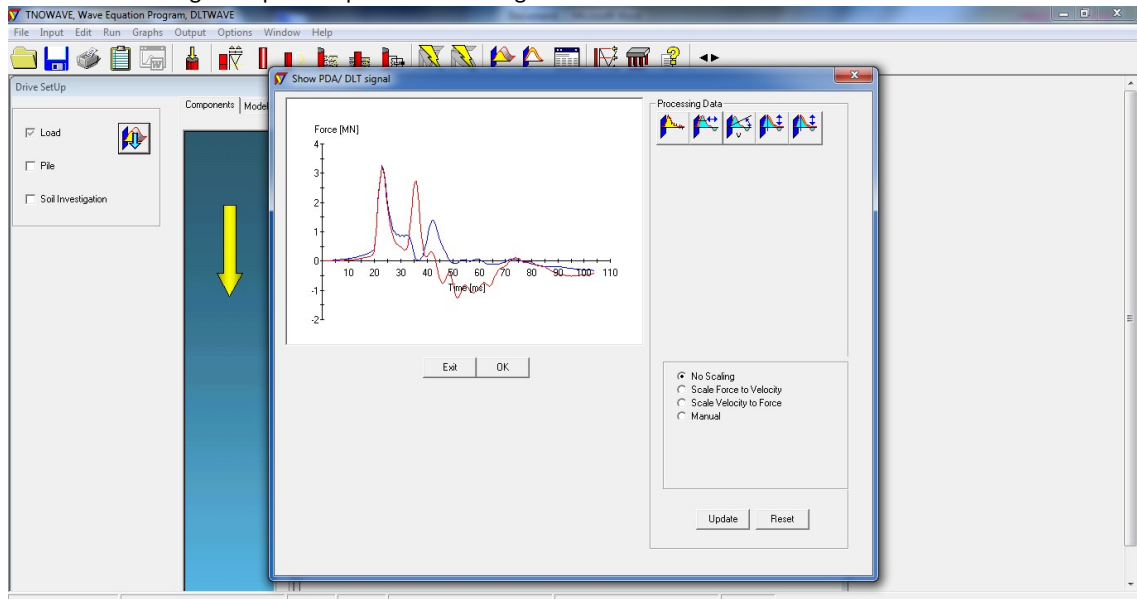 TNOWAVE, Wave Equation Program, DLTWAVE
File Input Edit Run Graphs Output Options Window Help
Drive SetUp
Load
Pile
Soil Investigation
Components
Show PDA/ DLT signal
Force [MN]
4
3
2
1
0
-1
-2
10 20 30 40 50 60 70 80 90 100 110
Time [ms]
Exit OK
Processing Data
V
No Scaling
Scale Force to Velocity
Scale Velocity to Force
Manual
Update Reset